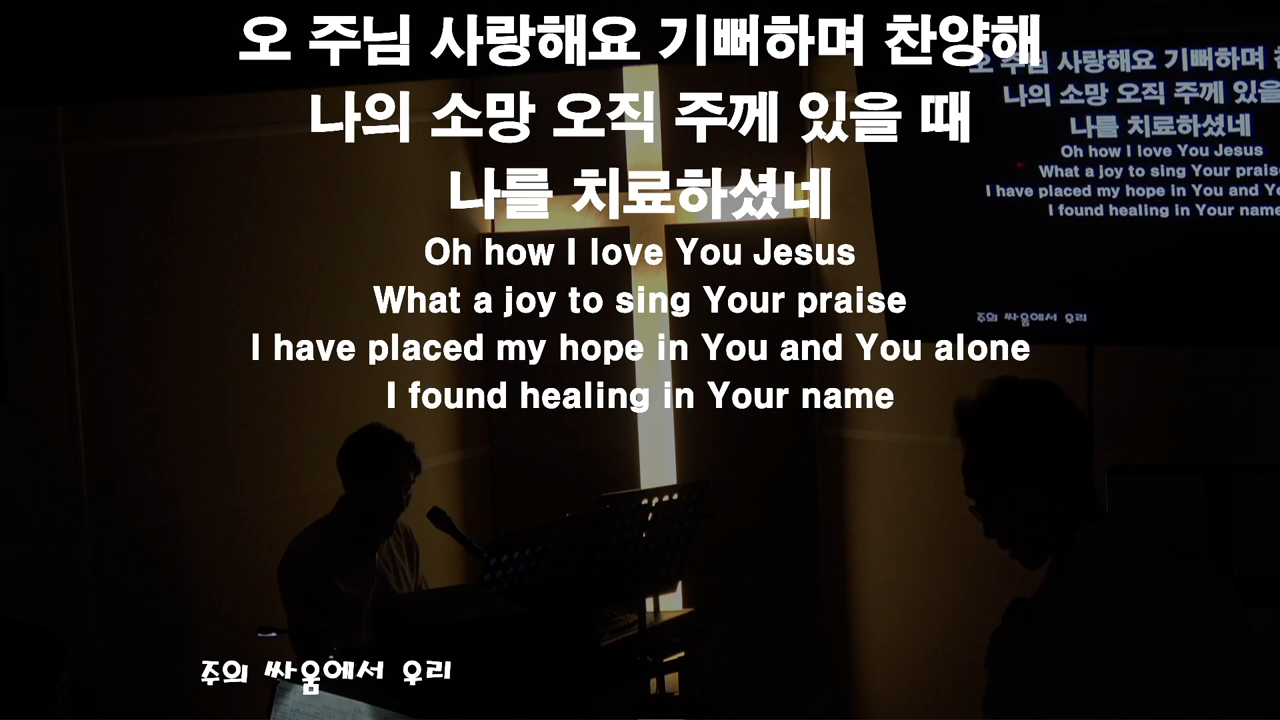 오 주님 사랑해요 기뻐하며 찬양해
나의 소망 오직 주께 있을 때
나를 치료하셨네
Oh how I love You Jesus
What a joy to sing Your praise
I have placed my hope in You and You alone
I found healing in Your name
주의 싸움에서 우리
오 주님 사랑해요 기뻐하며
나의 소망 오직 주께 있을
나를 치료하셨네
Oh how I love You Jesus
What a joy to sing Your praise
I have placed my hope in You and
I found healing in Your name
주의 싸움에서 우리